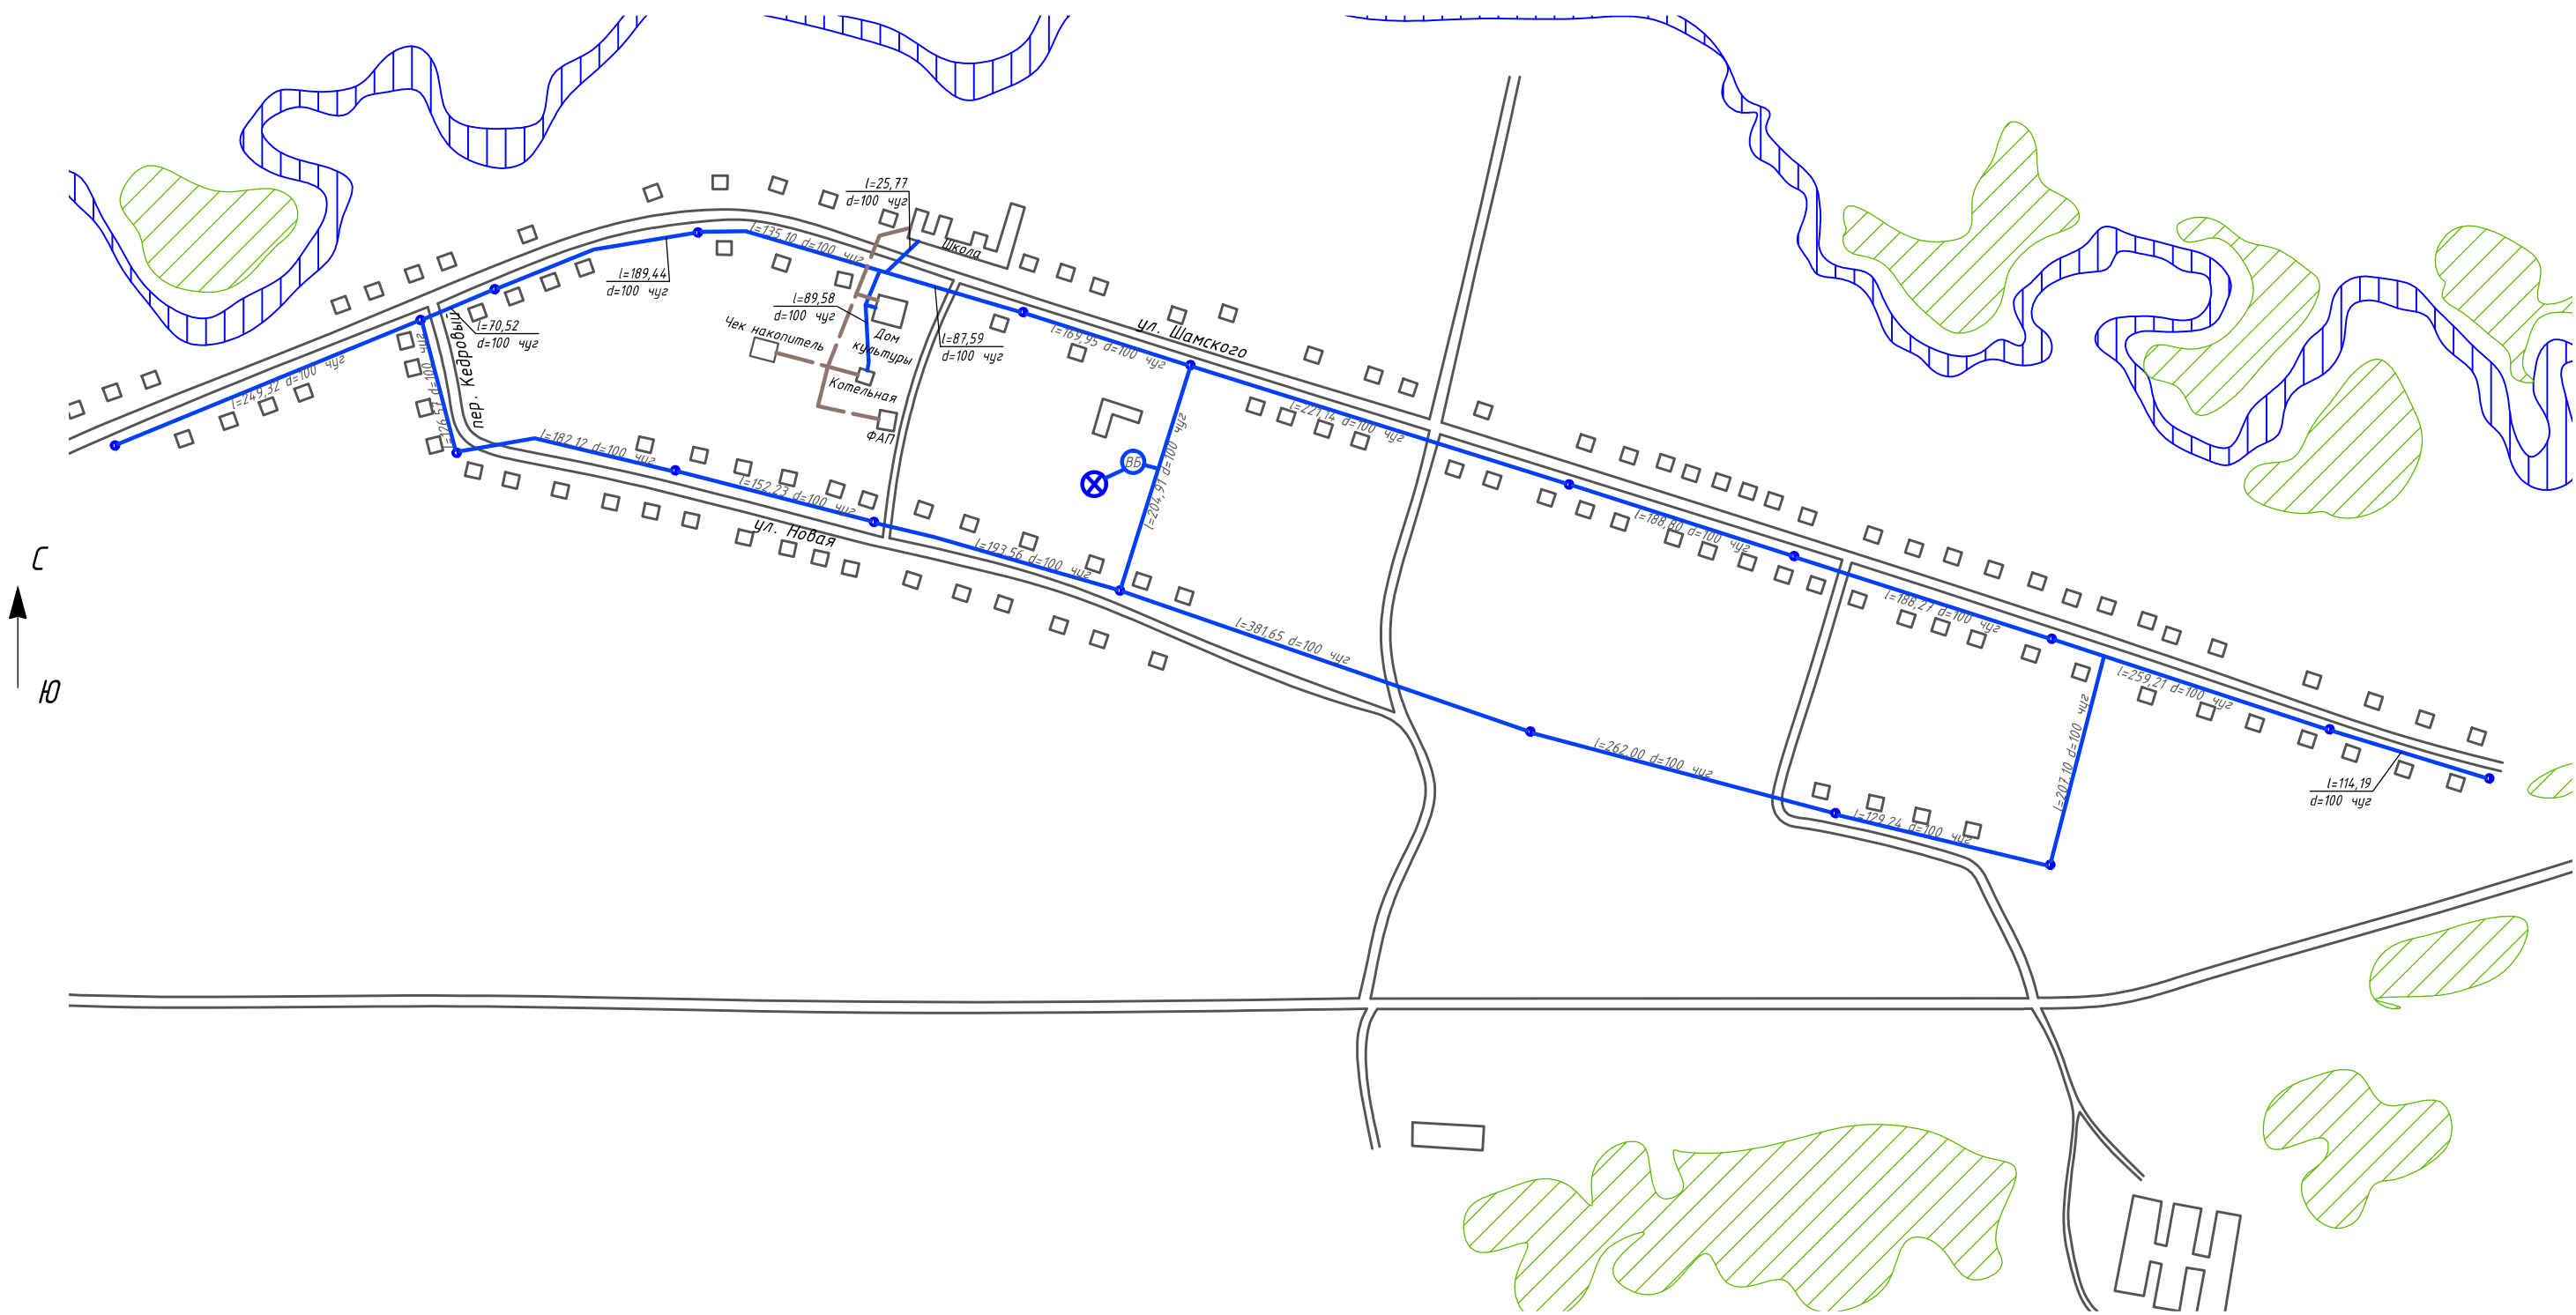 l=25,77
d=100 чуг
Школа
l=135,10 d=100 чуг
l=189,44
d=100 чуг
l=89,58
d=100 чуг
Чек накопитель
Дом
культуры
l=87,59
d=100 чуг
Котельная
ФАП
l=70,52
d=100 чуг
пер. Кедровый
l=249,32 d=100 чуг
l=126,57 d=100 чуг
l=169,95 d=100 чуг
ул. Шамского
l=221,14 d=100 чуг
l=182,12 d=100 чуг
l=152,23 d=100 чуг
ул. Новая
ВБ
l=204,91 d=100 чуг
l=193,56 d=100 чуг
l=188,80 d=100 чуг
С
Ю
l=188,27 d=100 чуг
l=381,65 d=100 чуг
l=259,21 d=100 чуг
l=262,00 d=100 чуг
l=207,10 d=100 чуг
l=129,24 d=100 чуг
l=114,19
d=100 чуг